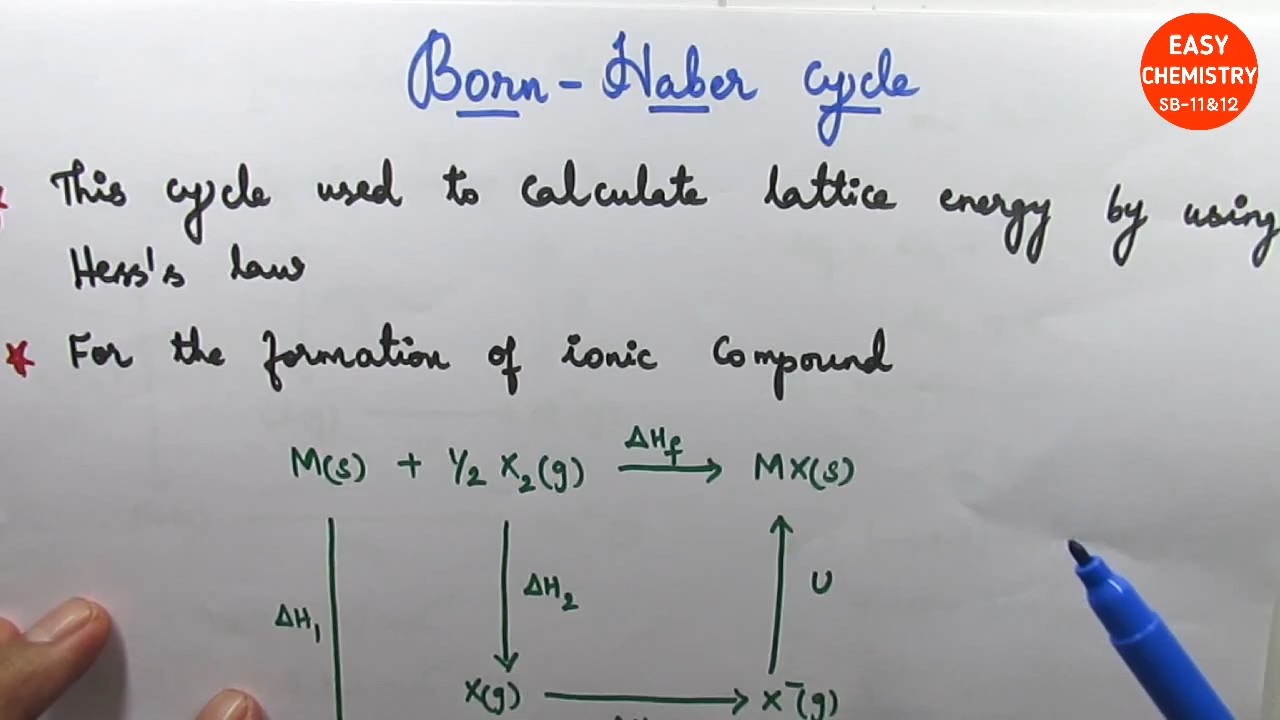 EASY
CHEMISTRY
SB-11&12
Born-Haber cycle
This cycle used to calculate lattice energy by using
Hess's law
For the formation of ionic compound
M(s) + 1/2 X₂(g) ΔHf MX(s)
ΔH₁ ΔH₂ U
X(g) X⁻(g)